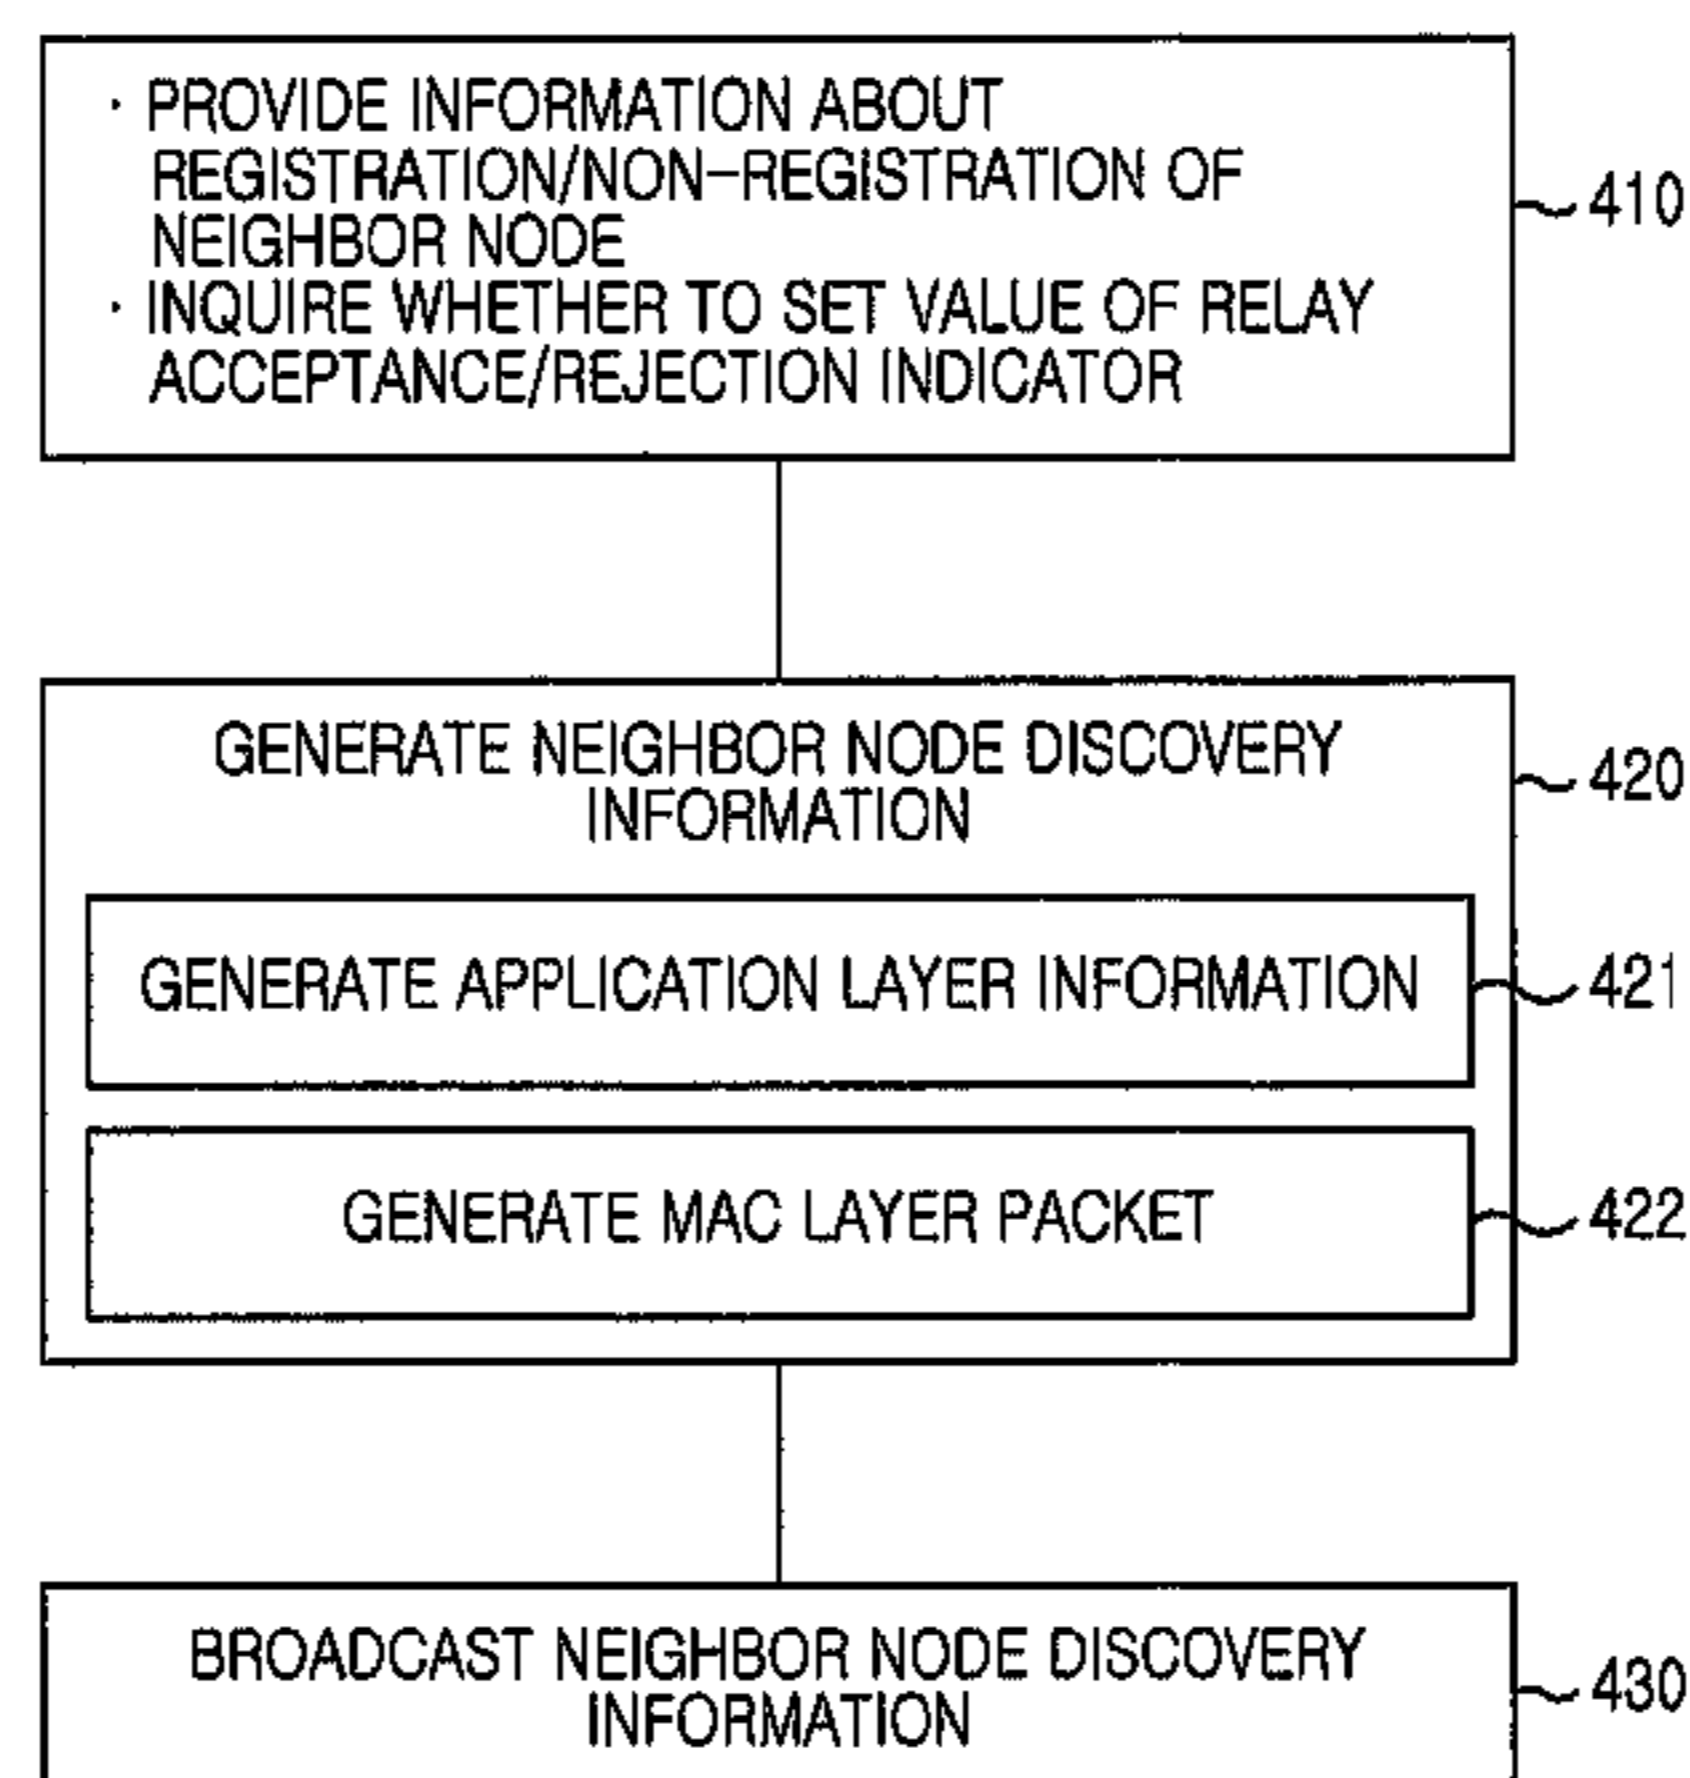 · PROVIDE INFORMATION ABOUT
REGISTRATION/NON-REGISTRATION OF
NEIGHBOR NODE
· INQUIRE WHETHER TO SET VALUE OF RELAY
ACCEPTANCE/REJECTION INDICATOR
410
GENERATE NEIGHBOR NODE DISCOVERY
INFORMATION
420
GENERATE APPLICATION LAYER INFORMATION
421
GENERATE MAC LAYER PACKET
422
BROADCAST NEIGHBOR NODE DISCOVERY
INFORMATION
430